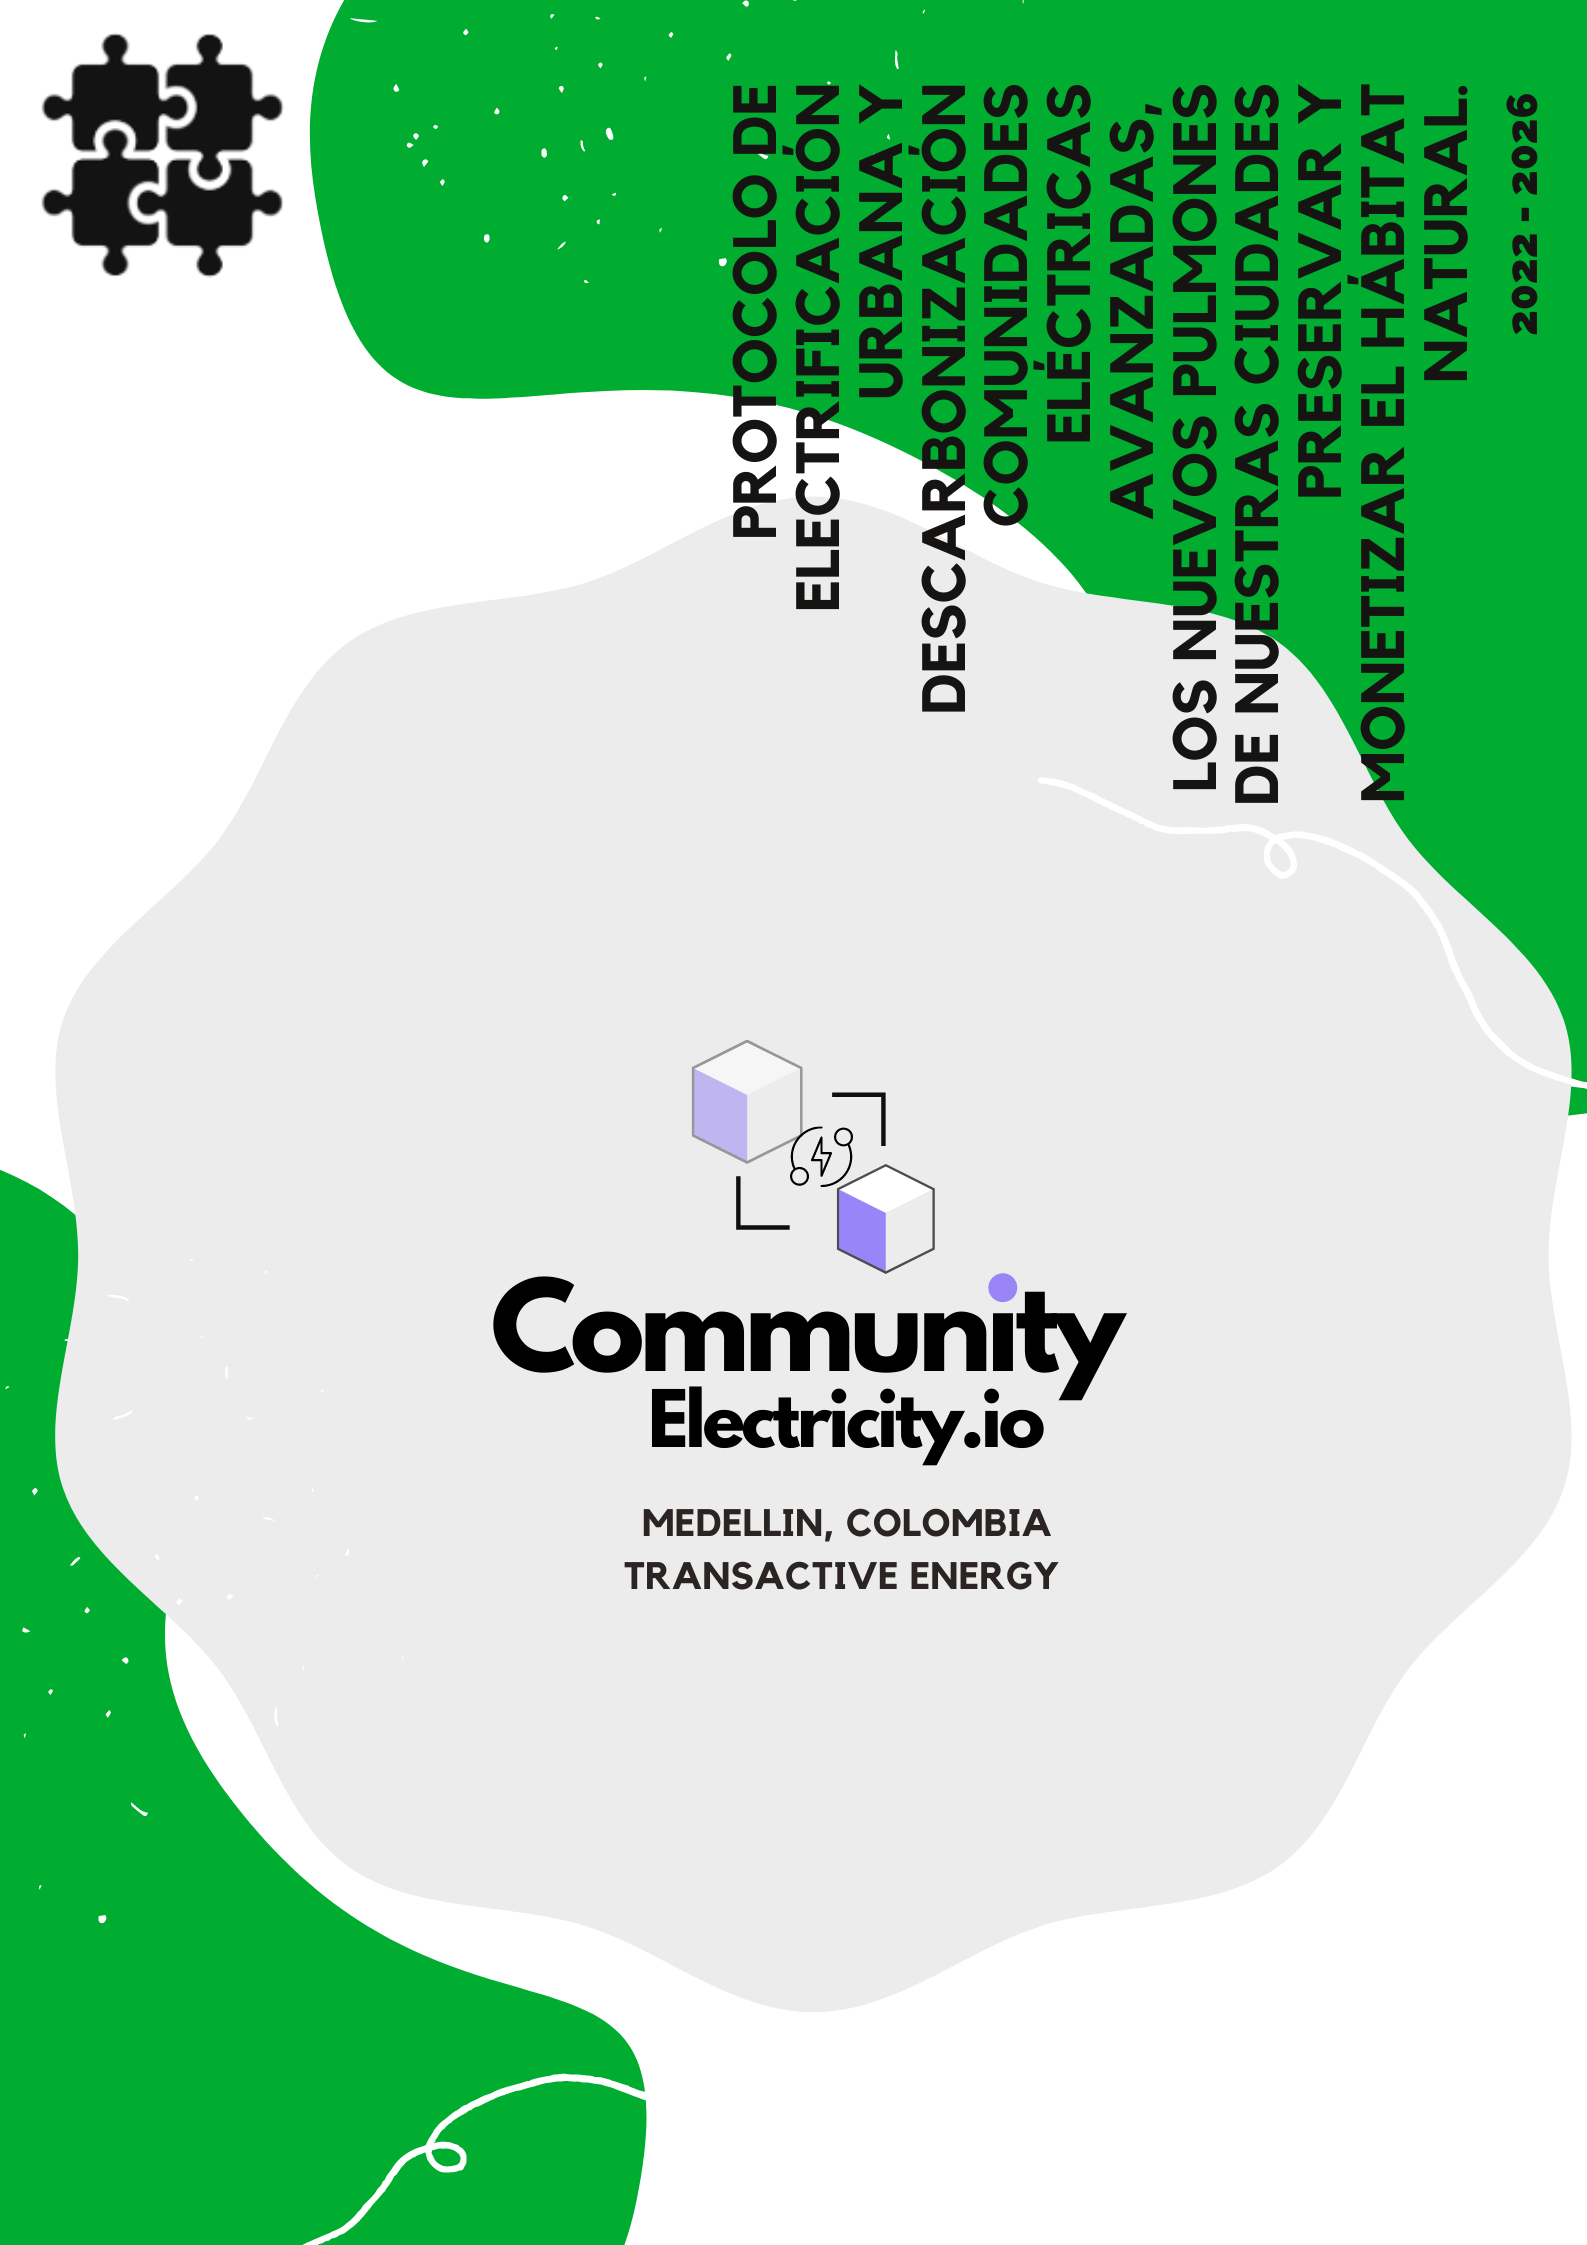 PROTOCOLO DE
ELECTRIFICACIÓN
URBANA Y
DESCARBONIZACIÓN
COMUNIDADES
ELÉCTRICAS
AVANZADAS,
LOS NUEVOS PULMONES
DE NUESTRAS CIUDADES
PRESERVAR Y
MONETIZAR EL HÁBITAT
NATURAL.
2022 - 2026
Community
Electricity.io
MEDELLIN, COLOMBIA
TRANSACTIVE ENERGY